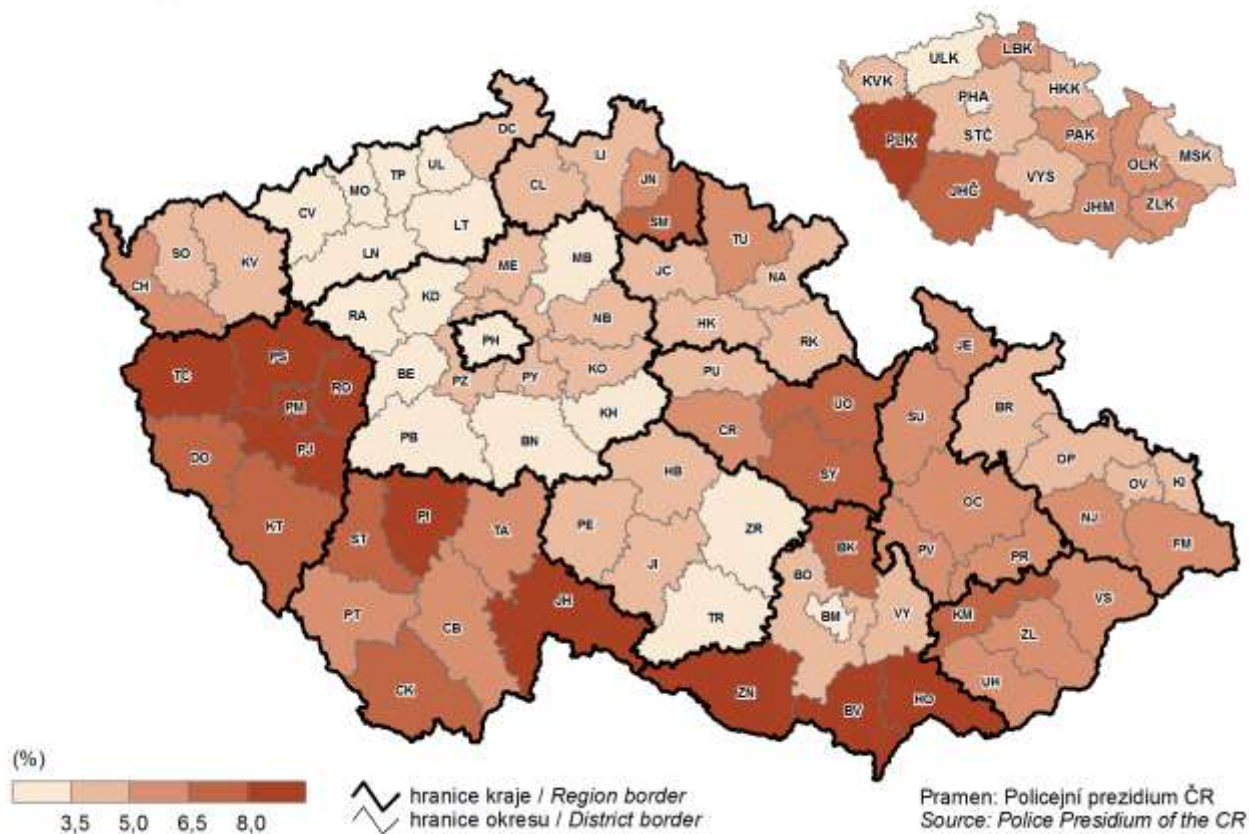 LBK
ULK
KVK
HKK
PHA
PLK
STČ
PAK
OLK
MSK
VYS
JHČ
JHM
ZLK
DC
LI
UL
TP
MO
CL
JN
CV
LT
SM
TU
SO
KV
LN
ME
MB
JC
NA
CH
KD
RA
NB
HK
PH
RK
JE
TČ
PS
RO
BE
PZ
PY
KO
PU
PM
KH
UO
SU
BR
PJ
PB
BN
CR
OP
DO
HB
SY
OV
KI
KT
ST
PI
TA
PE
ZR
OC
NJ
FM
JI
BK
PV
PR
BO
PT
CB
JH
TR
BM
VY
KM
VS
ZL
CK
ZN
BV
HO
UH
(%)
3,5 5,0 6,5 8,0
hranice kraje / Region border
hranice okresu / District border
Pramen: Policejní prezidium ČR
Source: Police Presidium of the CR